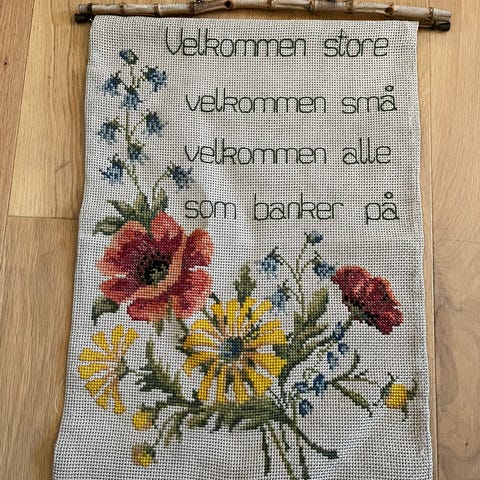 Velkommen store
velkommen små
velkommen alle
som banker på